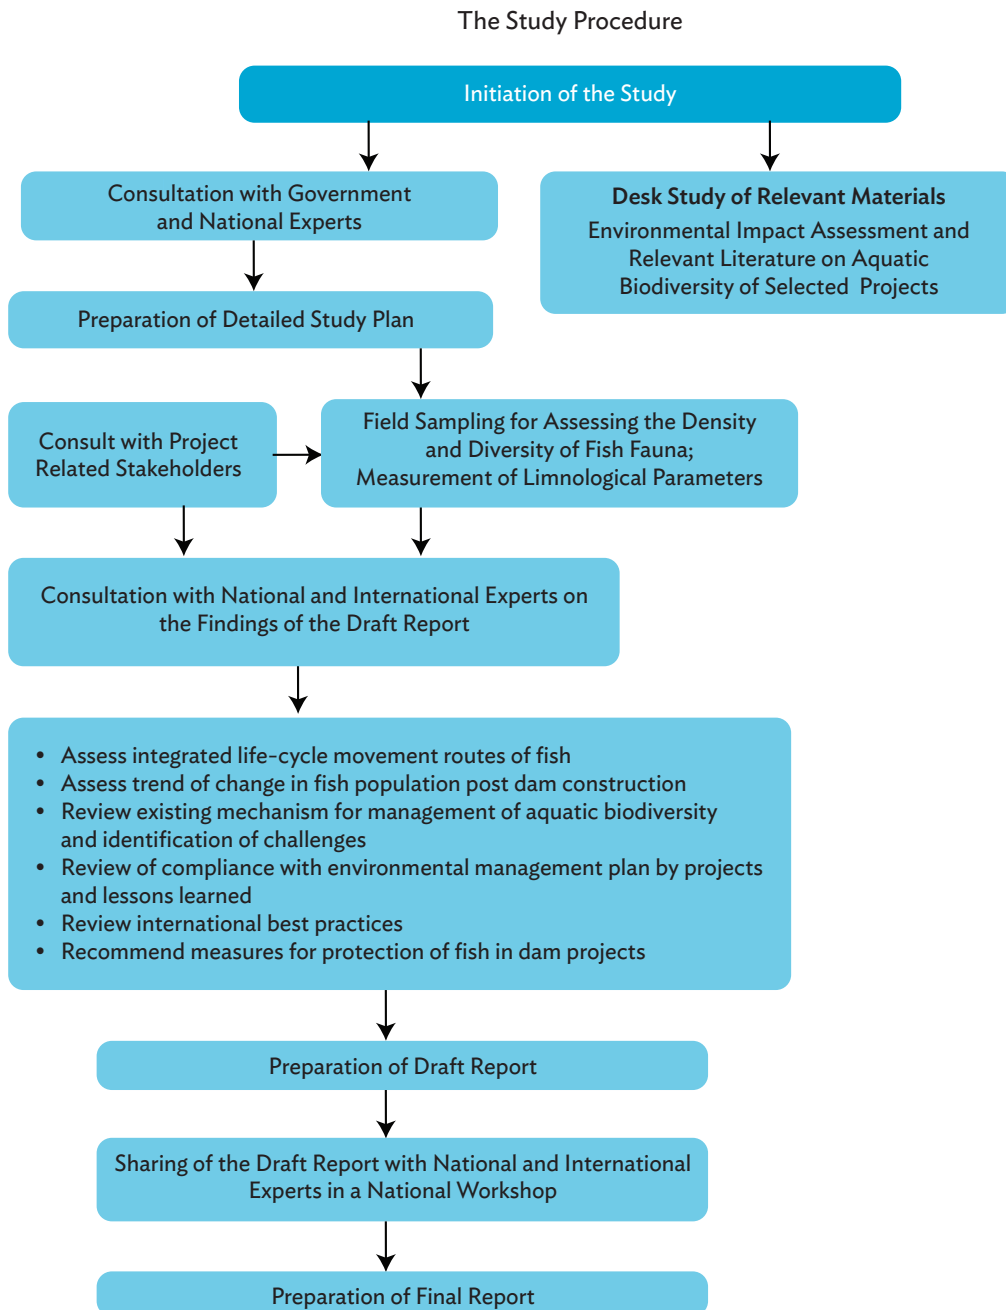 The Study Procedure
Initiation of the Study
Consultation with Government
and National Experts
Desk Study of Relevant Materials
Environmental Impact Assessment and
Relevant Literature on Aquatic
Biodiversity of Selected Projects
Preparation of Detailed Study Plan
Consult with Project
Related Stakeholders
Field Sampling for Assessing the Density
and Diversity of Fish Fauna;
Measurement of Limnological Parameters
Consultation with National and International Experts on
the Findings of the Draft Report
• Assess integrated life-cycle movement routes of fish
• Assess trend of change in fish population post dam construction
• Review existing mechanism for management of aquatic biodiversity
and identification of challenges
• Review of compliance with environmental management plan by projects
and lessons learned
• Review international best practices
• Recommend measures for protection of fish in dam projects
Preparation of Draft Report
Sharing of the Draft Report with National and International
Experts in a National Workshop
Preparation of Final Report